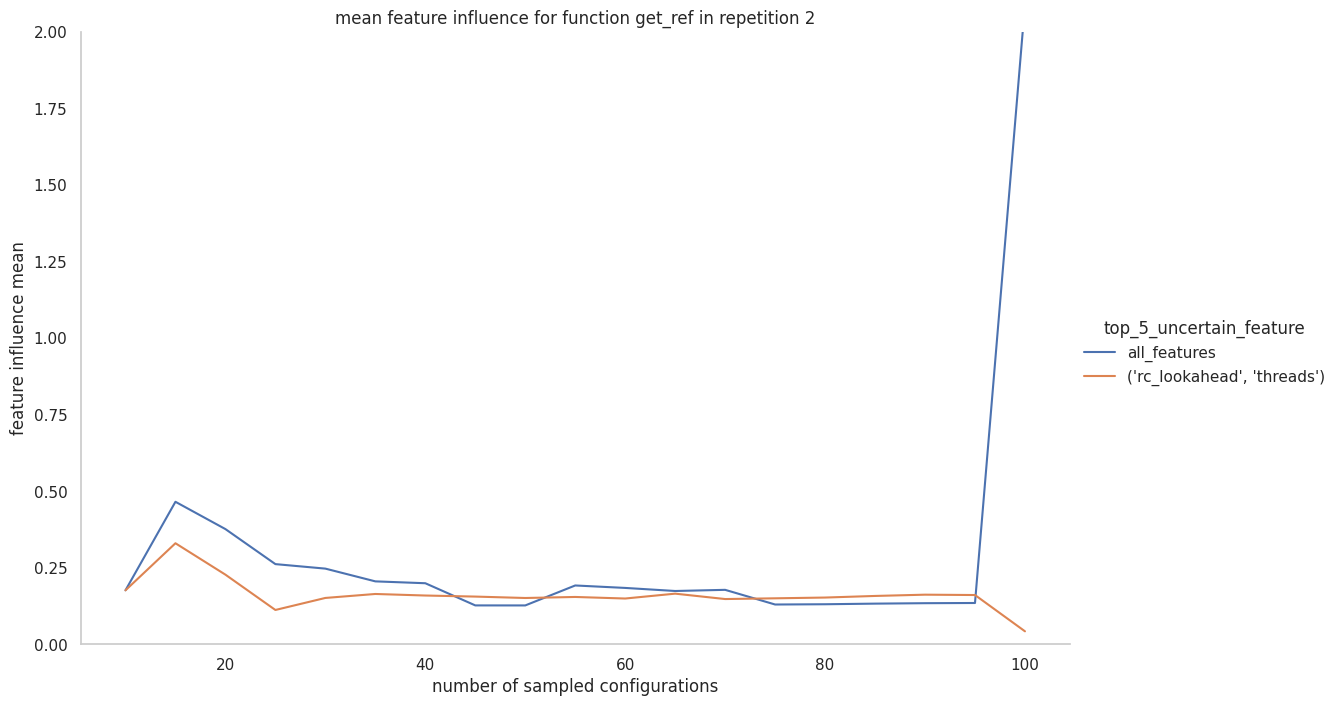 mean feature influence for function get_ref in repetition 2
2.00
1.75
1.50
1.25
1.00
0.75
0.50
0.25
0.00
feature influence mean
20
40
60
80
100
number of sampled configurations
top_5_uncertain_feature
all_features
('rc_lookahead', 'threads')